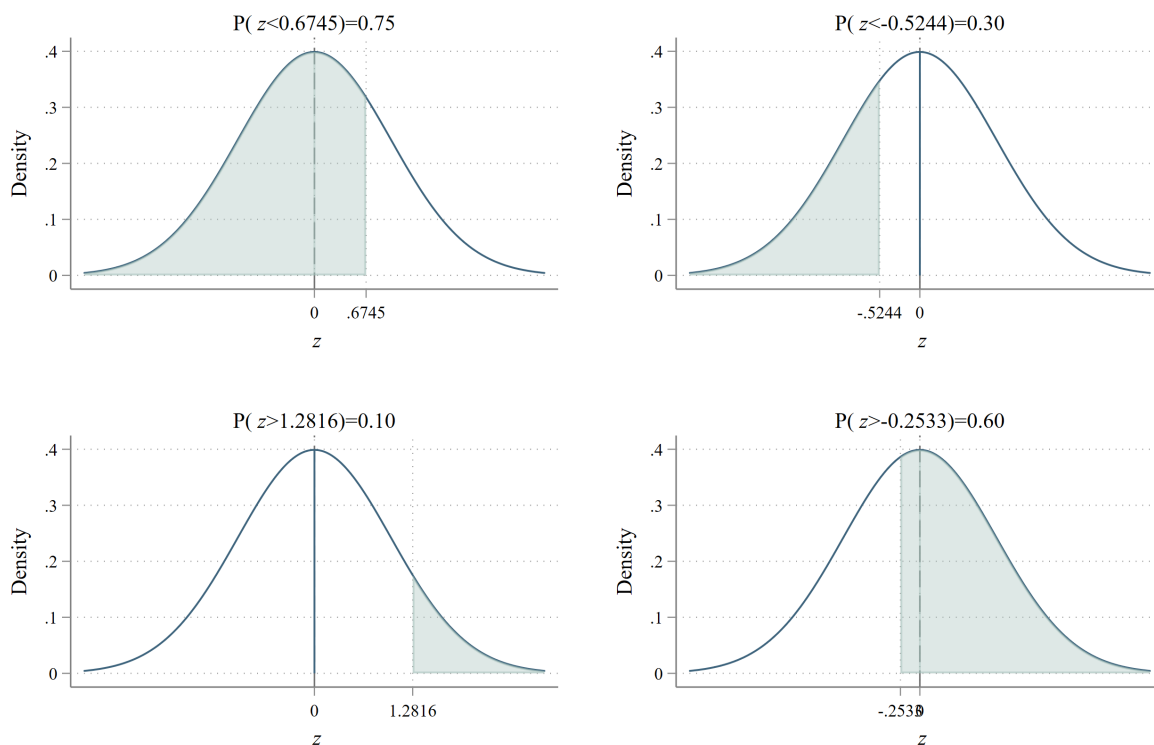 P( z<0.6745)=0.75
.4
.3
.2
.1
0
Density
0 .6745
z
P( z<-0.5244)=0.30
.4
.3
.2
.1
0
Density
-.5244 0
z
P( z>1.2816)=0.10
.4
.3
.2
.1
0
Density
0 1.2816
z
P( z>-0.2533)=0.60
.4
.3
.2
.1
0
Density
-.2533 0
z